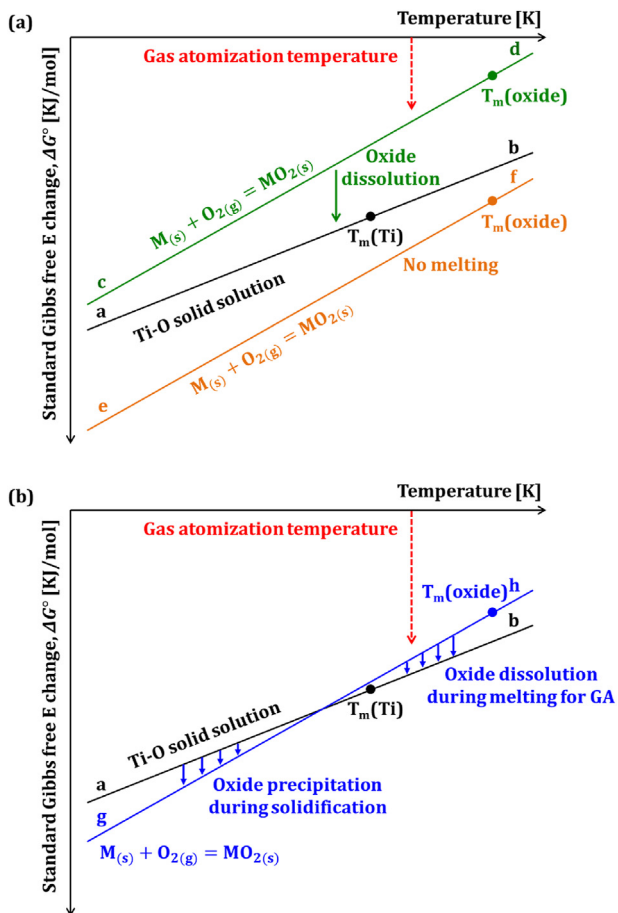 (a)
Temperature [K]
Gas atomization temperature
d
Tm(oxide)
b
Oxide
dissolution
M(s) + O2(g) = MO2(s)
f
Tm(oxide)
Tm(Ti)
No melting
c
a
Ti-O solid solution
M(s) + O2(g) = MO2(s)
e
Standard Gibbs free E change, ΔG° [KJ/mol]
(b)
Temperature [K]
Gas atomization temperature
Tm(oxide) h
b
Oxide dissolution
during melting for GA
Tm(Ti)
Ti-O solid solution
a
Oxide precipitation
during solidification
g
M(s) + O2(g) = MO2(s)
Standard Gibbs free E change, ΔG° [KJ/mol]